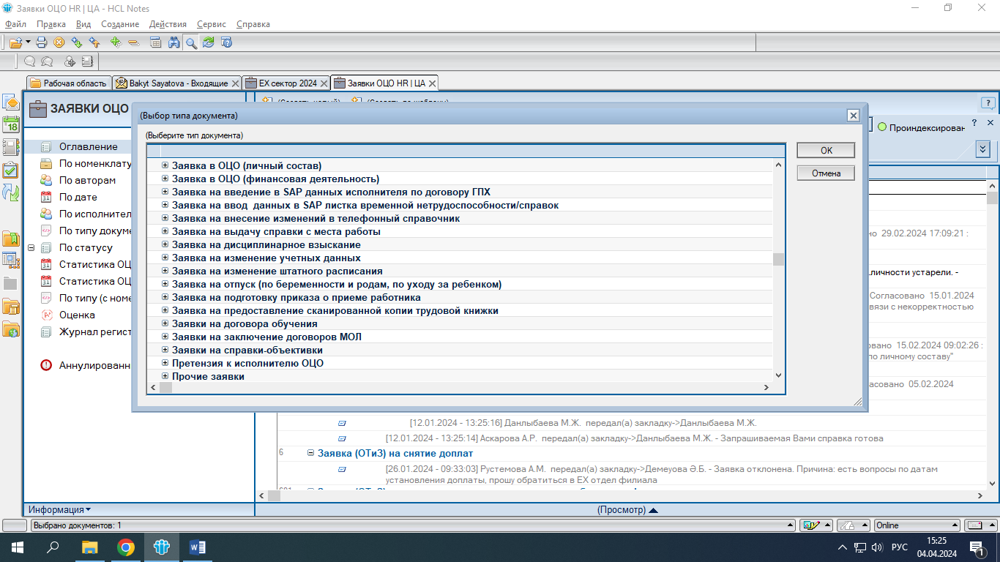 Заявки ОЦО HR | ЦА - HCL Notes
Файл Правка Вид Создание Действия Сервис Справка
Рабочая область Bakyt Sayatova - Входящие EX сектор 2024 Заявки ОЦО HR | ЦА
ЗАЯВКИ ОЦО
Оглавление
По номенклату
По авторам
По дате
По исполнител
По типу докуме
По статусу
Статистика ОЦ
Статистика ОЦ
По типу (с номе
Оценка
Журнал регист
Аннулированн
18
(Выбор типа документа)
(Выберите тип документа)
Заявка в ОЦО (личный состав)
Заявка в ОЦО (финансовая деятельность)
Заявка на введение в SAP данных исполнителя по договору ГПХ
Заявка на ввод данных в SAP листка временной нетрудоспособности/справок
Заявка на внесение изменений в телефонный справочник
Заявка на выдачу справки с места работы
Заявка на дисциплинарное взыскание
Заявка на изменение учетных данных
Заявка на изменение штатного расписания
Заявка на отпуск (по беременности и родам, по уходу за ребенком)
Заявка на подготовку приказа о приеме работника
Заявка на предоставление сканированной копии трудовой книжки
Заявки на договора обучения
Заявки на заключение договоров МОЛ
Заявки на справки-объективки
Претензия к исполнителю ОЦО
Прочие заявки
OK
Отмена
Проиндексирован
но 29.02.2024 17:09:21 :
личности устарели. -
Согласовано 15.01.2024
вязи с некорректностью
овано 15.02.2024 09:02:26 :
по личному составу"
асовано 05.02.2024
[12.01.2024 - 13:25:16] Данлыбаева М.Ж. передал(а) закладку->Данлыбаева М.Ж.
[12.01.2024 - 13:25:14] Аскарова А.Р. передал(а) закладку->Данлыбаева М.Ж. - Запрашиваемая Вами справка готова
6 Заявка (ОТиЗ) на снятие доплат
[26.01.2024 - 09:33:03] Рустемова А.М. передал(а) закладку->Демеуова Ә.Б. - Заявка отклонена. Причина: есть вопросы по датам
установления доплаты, прошу обратиться в EX отдел филиала
Информация (Просмотр)
Выбрано документов: 1 Online
РУС
15:25
04.04.2024
1